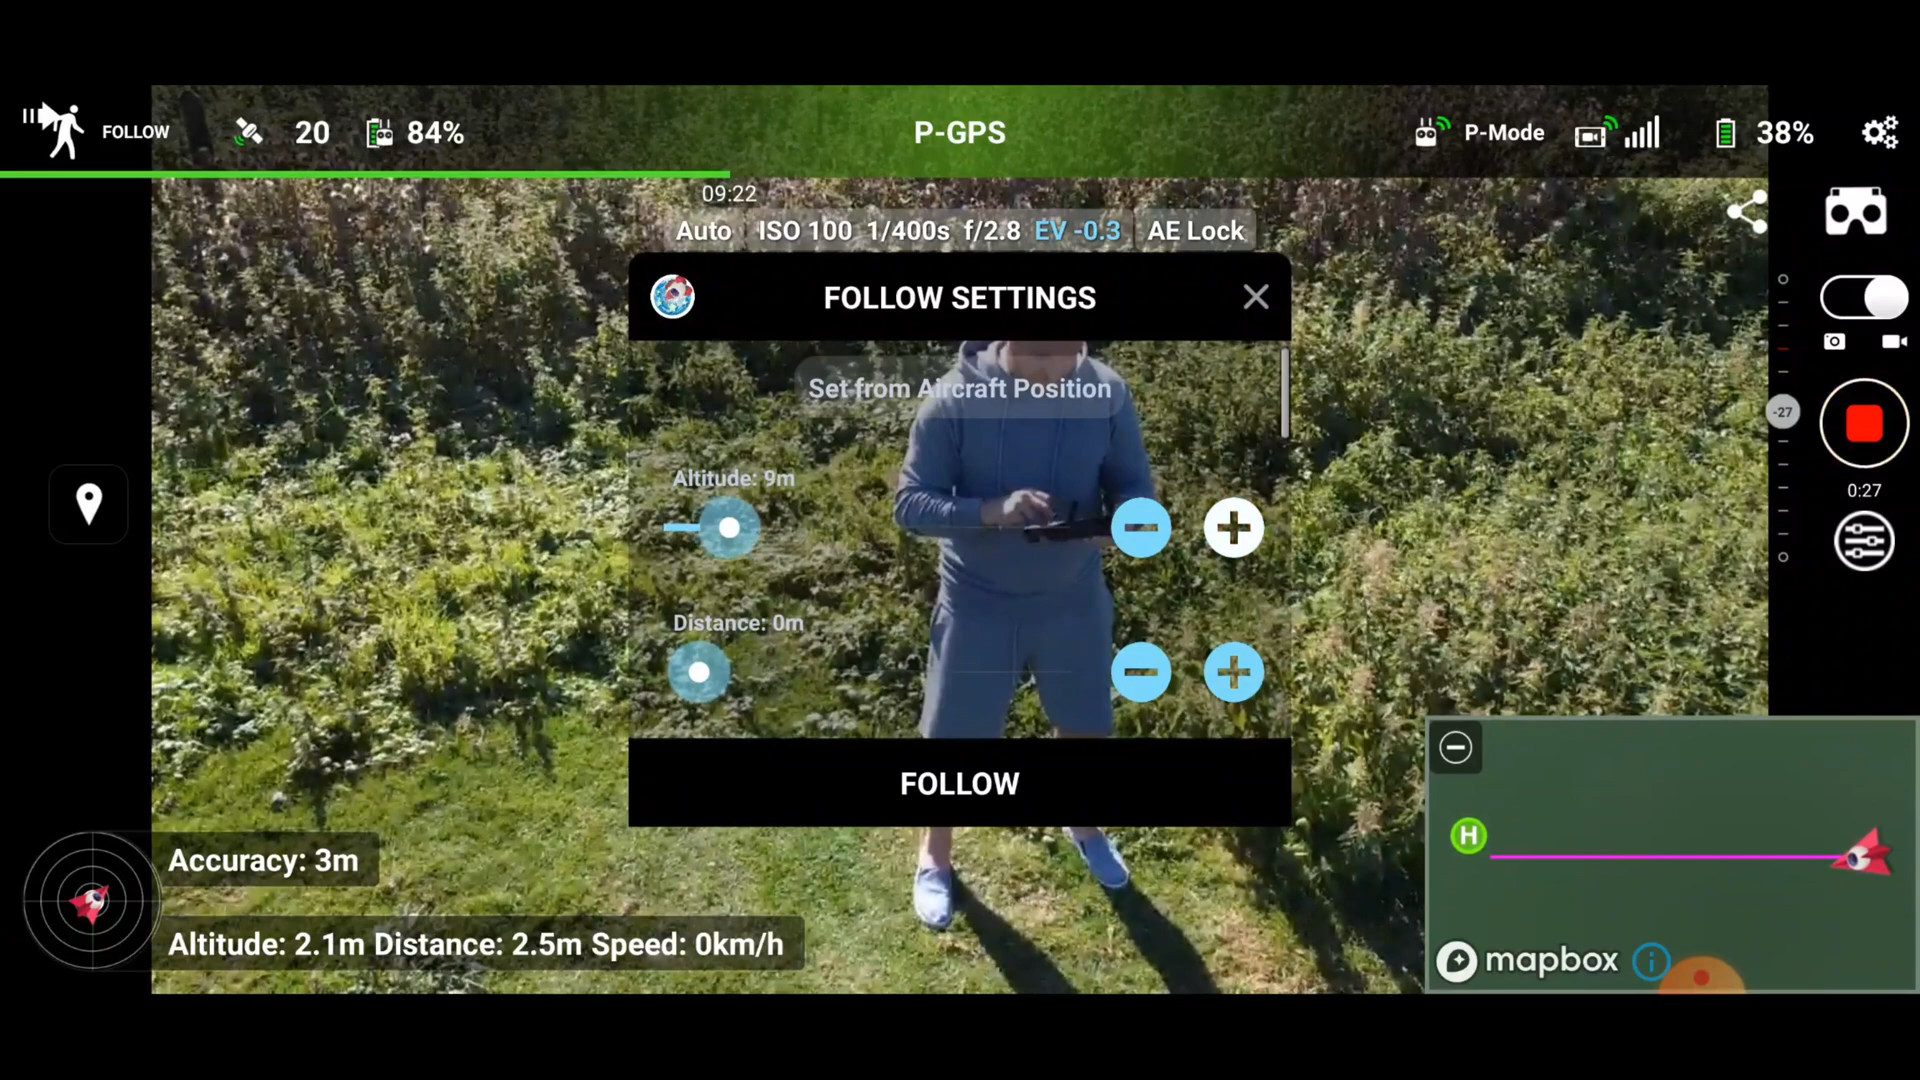 FOLLOW
20
84%
P-GPS
P-Mode
38%
09:22
Auto ISO 100 1/400s f/2.8 EV -0.3 AE Lock
FOLLOW SETTINGS
Set from Aircraft Position
Altitude: 9m
Distance: 0m
FOLLOW
-27
0:27
Accuracy: 3m
Altitude: 2.1m Distance: 2.5m Speed: 0km/h
H
mapbox
i